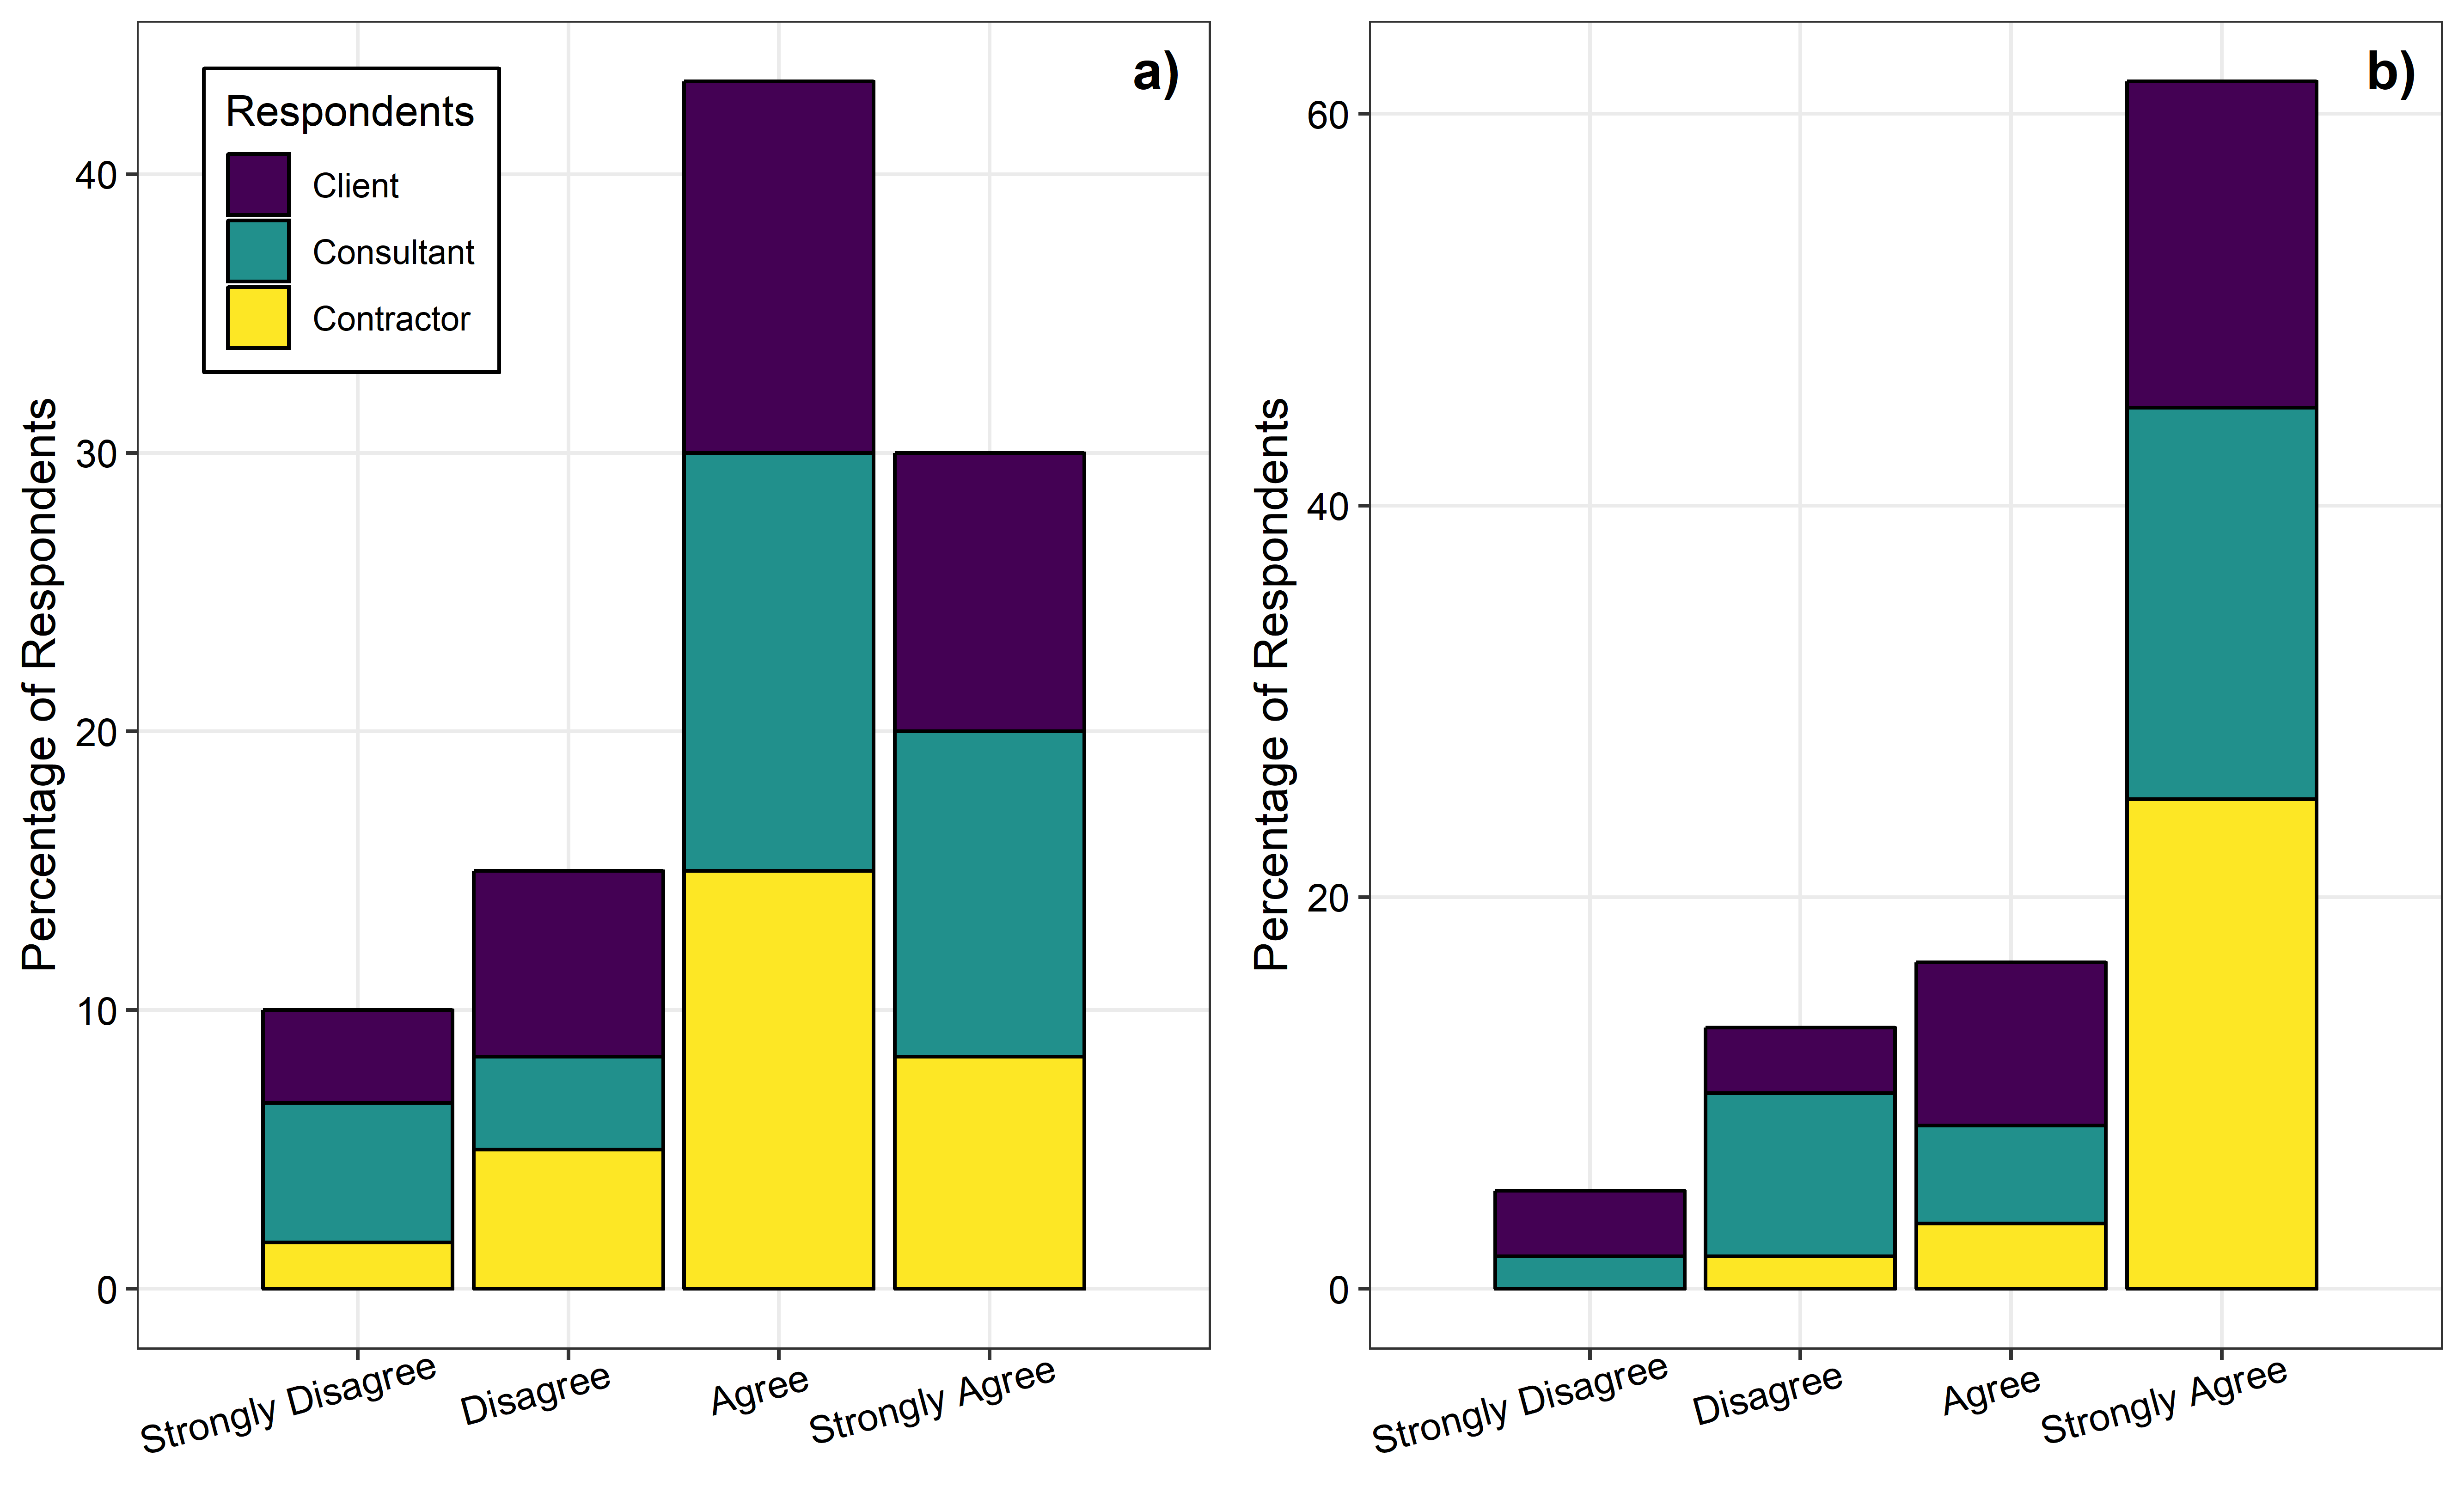 a)
Respondents
Client
Consultant
Contractor
Percentage of Respondents
40
30
20
10
0
Strongly Disagree
Disagree
Agree
Strongly Agree
b)
Percentage of Respondents
60
40
20
0
Strongly Disagree
Disagree
Agree
Strongly Agree